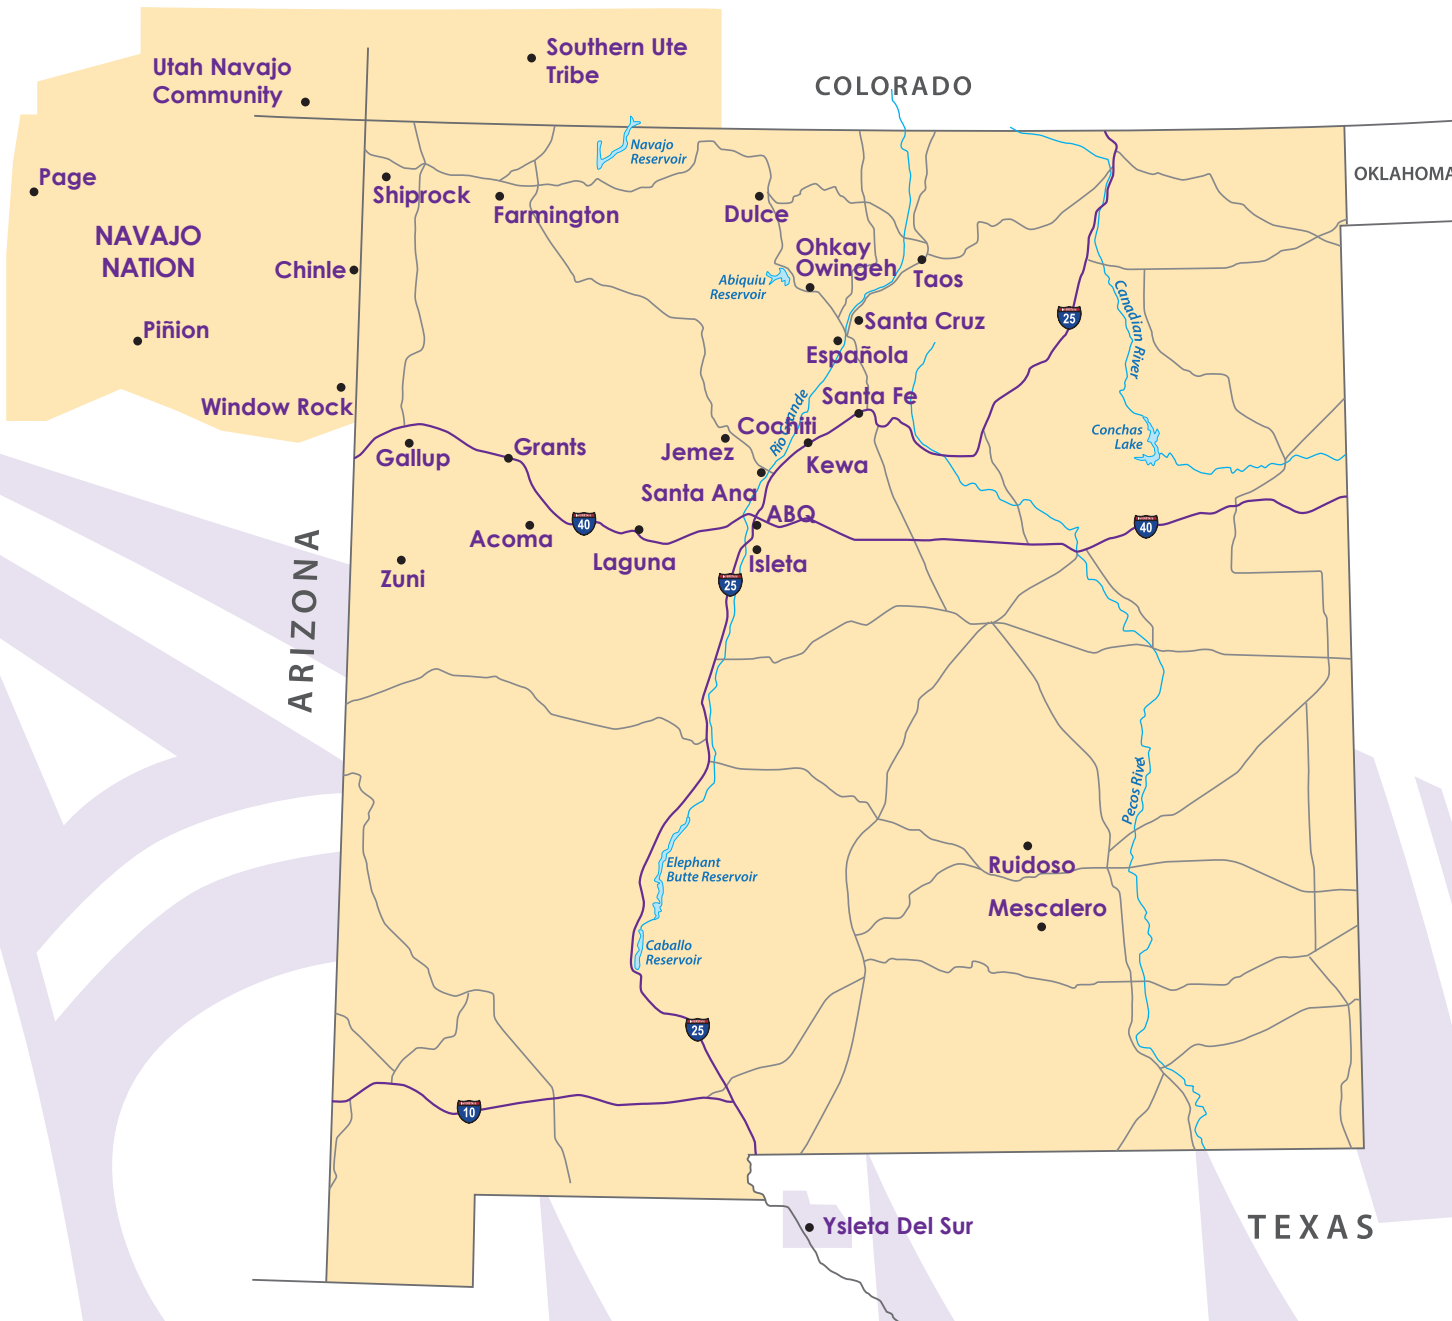 Southern Ute
Tribe
Utah Navajo
Community
COLORADO
Navajo
Reservoir
OKLAHOMA
Page
Shiprock
Farmington
Dulce
NAVAJO
NATION
Ohkay
Owingeh
Chinle
Abiquiu
Reservoir
Taos
Canadian River
25
Santa Cruz
Piñion
Española
Window Rock
Santa Fe
Rio Grande
Cochiti
Conchas
Lake
Gallup
Grants
Jemez
Kewa
Santa Ana
ABQ
40
40
Acoma
Laguna
Isleta
Zuni
25
ARIZONA
Pecos River
Elephant
Butte Reservoir
Ruidoso
Mescalero
Caballo
Reservoir
25
10
Ysleta Del Sur
TEXAS